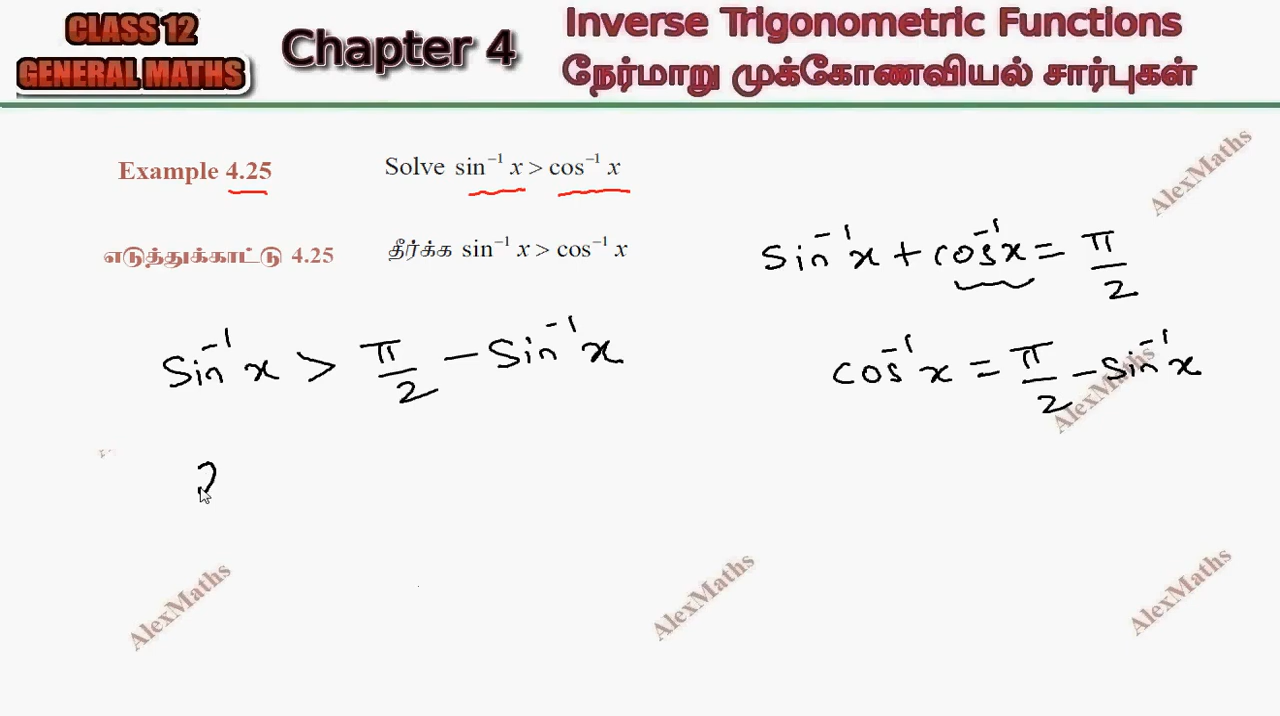 CLASS 12
GENERAL MATHS
Chapter 4
Inverse Trigonometric Functions
நேர்மாறு முக்கோணவியல் சார்புகள்
Example 4.25 Solve sin⁻¹ x > cos⁻¹ x
எடுத்துக்காட்டு 4.25 தீர்க்க sin⁻¹ x > cos⁻¹ x
sin⁻¹x + cos⁻¹x = π/2
sin⁻¹x > π/2 − sin⁻¹x
cos⁻¹x = π/2 − sin⁻¹x
2
AlexMaths
AlexMaths
AlexMaths
AlexMaths
AlexMaths